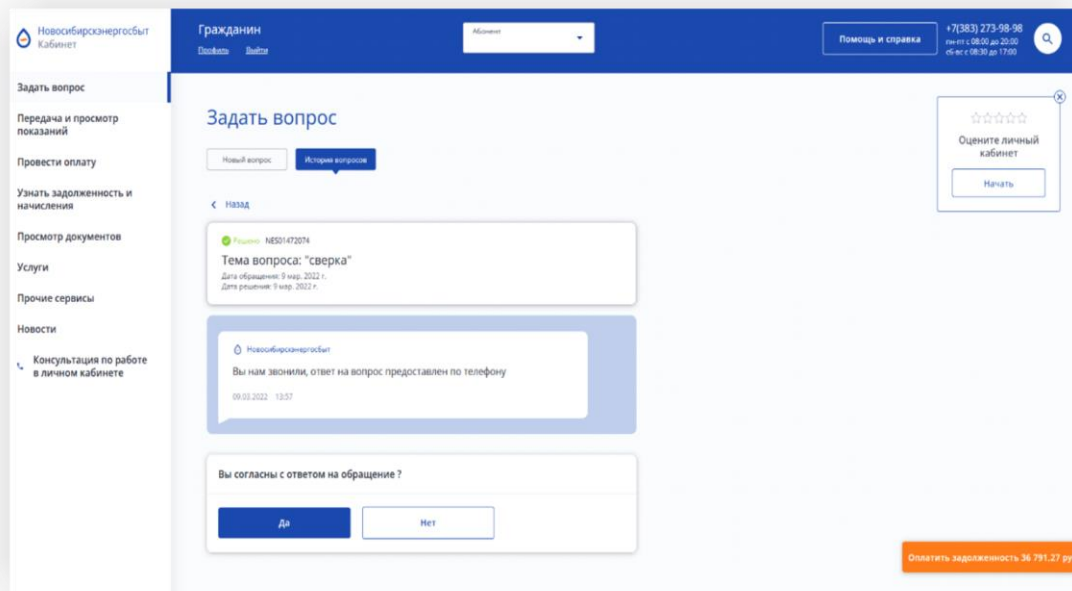 Новосибирскэнергосбыт
Кабинет
Гражданин
Профиль Выйти
Абонент
Помощь и справка
+7(383) 273-98-98
пн-пт с 08:00 до 20:00
сб-вс с 08:30 до 17:00
Задать вопрос
Передача и просмотр
показаний
Провести оплату
Узнать задолженность и
начисления
Просмотр документов
Услуги
Прочие сервисы
Новости
Консультация по работе
в личном кабинете
Задать вопрос
Новый вопрос История вопросов
Назад
Решено NES01472074
Тема вопроса: "сверка"
Дата обращения: 9 мар. 2022 г.
Дата решения: 9 мар. 2022 г.
Новосибирскэнергосбыт
Вы нам звонили, ответ на вопрос предоставлен по телефону
09.03.2022 13:57
Вы согласны с ответом на обращение ?
Да Нет
Оцените личный
кабинет
Начать
Оплатить задолженность 36 791,27 ру